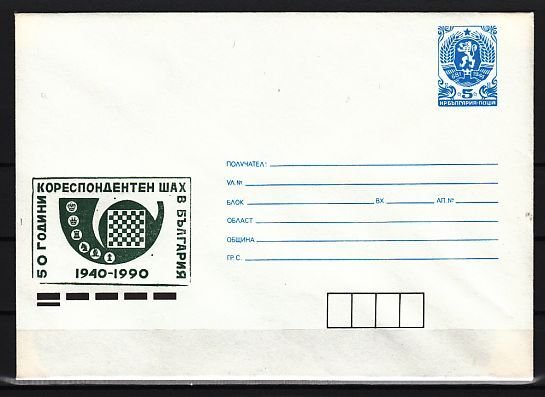 5
НР БЪЛГАРИЯ·ПОЩА
ПОЛУЧАТЕЛ:
УЛ.№
БЛОК ВХ. АП.№
ОБЛАСТ
ОБЩИНА
ГР. С.
50 ГОДИНИ
КОРЕСПОНДЕНТЕН ШАХ
В БЪЛГАРИЯ
1940-1990